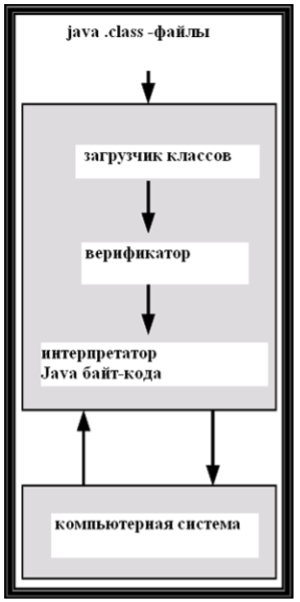 java .class -файлы
загрузчик классов
верификатор
интерпретатор
Java байт-кода
компьютерная система